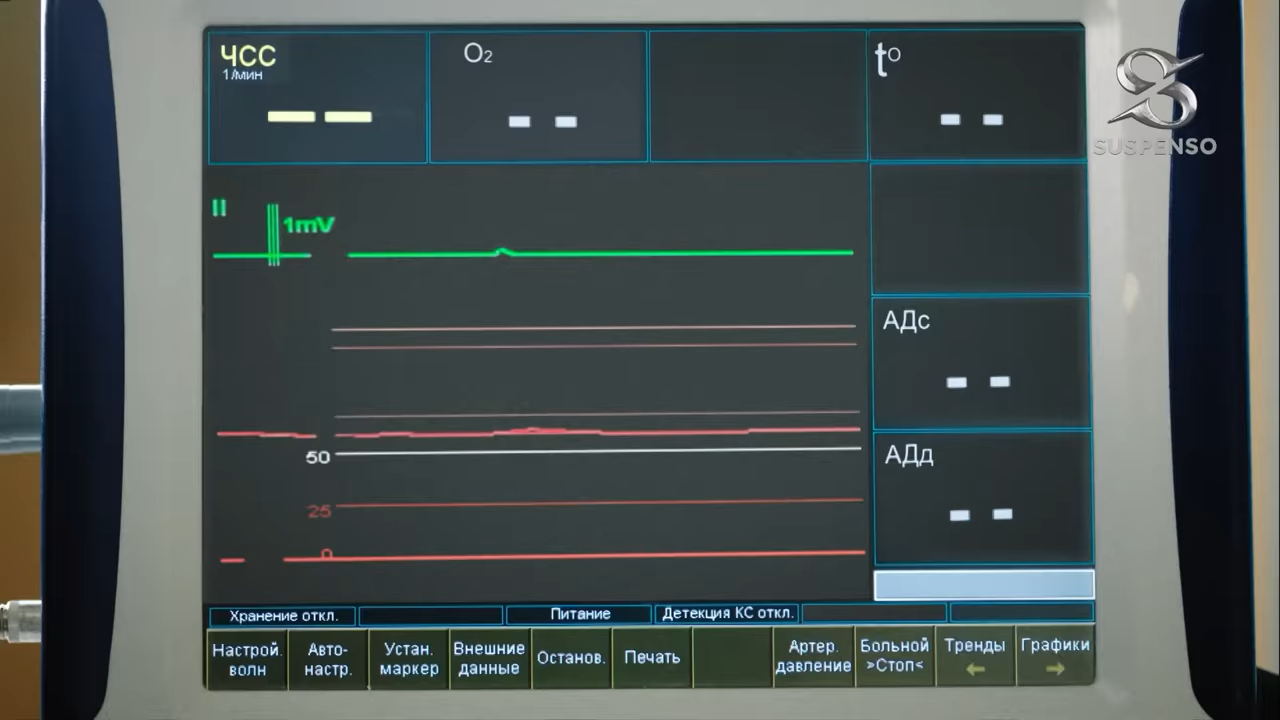 ЧСС
1/мин
-- --
O2
- -
tO
- -
SUSPENSO
II
1mV
АДс
- -
50
АДд
- -
25
0
Хранение откл.
Питание
Детекция КС откл.
Настрой.
волн
Авто-
настр.
Устан.
маркер
Внешние
данные
Останов.
Печать
Артер.
давление
Больной
»Стоп«
Тренды
←
Графики
→